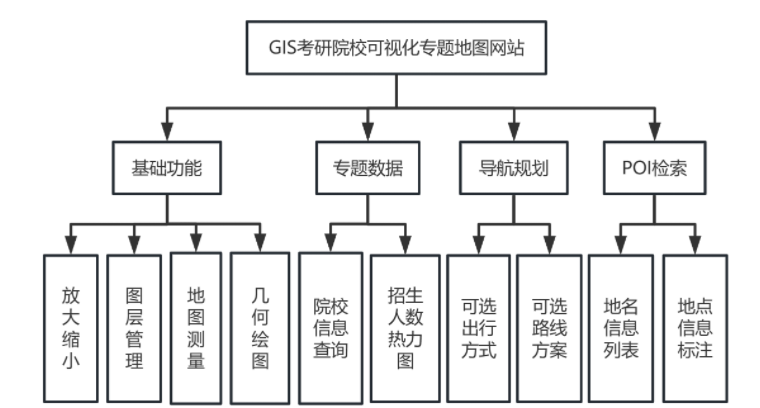 GIS考研院校可视化专题地图网站
基础功能
专题数据
导航规划
POI检索
放大缩小
图层管理
地图测量
几何绘图
院校
信息
查询
招生
人数
热力
图
可选
出行
方式
可选
路线
方案
地名
信息
列表
地点
信息
标注